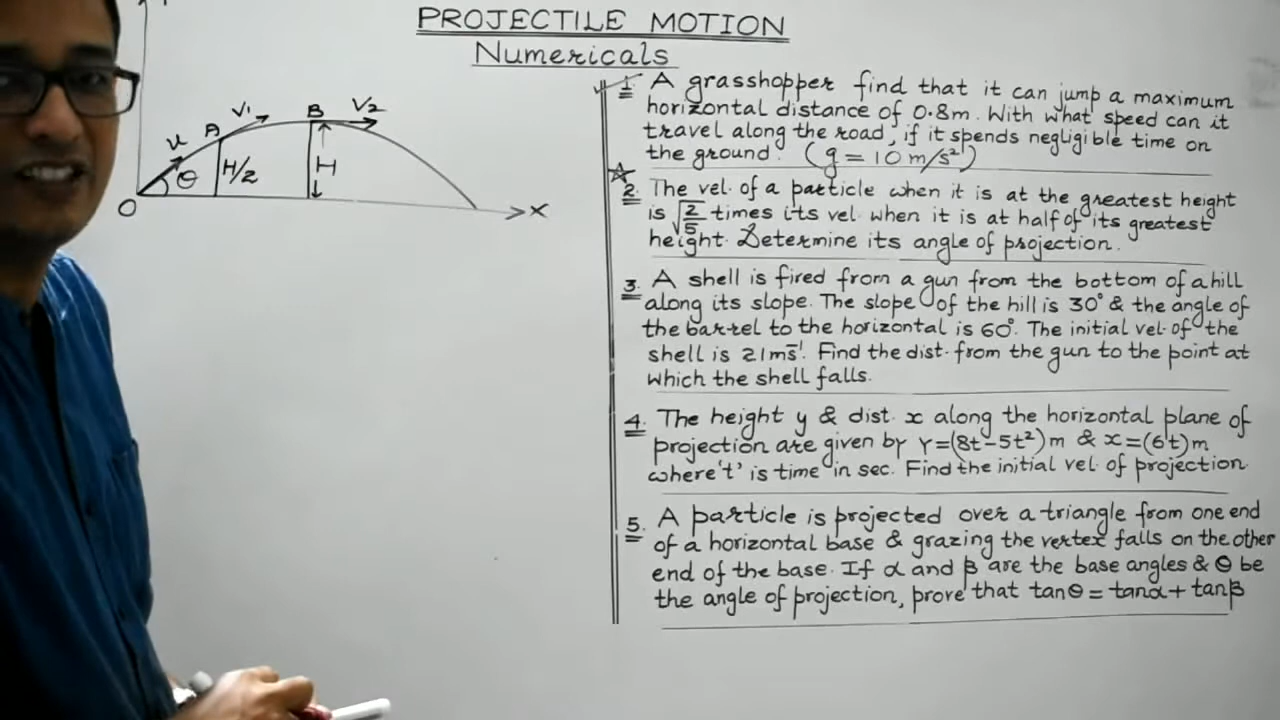 PROJECTILE MOTION
Numericals
V1
B
V2
A
u
H/2
H
θ
O
X
1. A grasshopper find that it can jump a maximum
horizontal distance of 0.8m. With what speed can it
travel along the road, if it spends negligible time on
the ground. (g = 10 m/s²)
2. The vel. of a particle when it is at the greatest height
is √2/5 times its vel. when it is at half of its greatest
height. Determine its angle of projection.
3. A shell is fired from a gun from the bottom of a hill
along its slope. The slope of the hill is 30° & the angle of
the barrel to the horizontal is 60°. The initial vel. of the
shell is 21ms⁻¹. Find the dist. from the gun to the point at
which the shell falls.
4. The height y & dist. x along the horizontal plane of
projection are given by Y=(8t-5t²)m & x=(6t)m
where 't' is time in sec. Find the initial vel. of projection.
5. A particle is projected over a triangle from one end
of a horizontal base & grazing the vertex falls on the other
end of the base. If α and β are the base angles & θ be
the angle of projection, prove that tanθ = tanα + tanβ